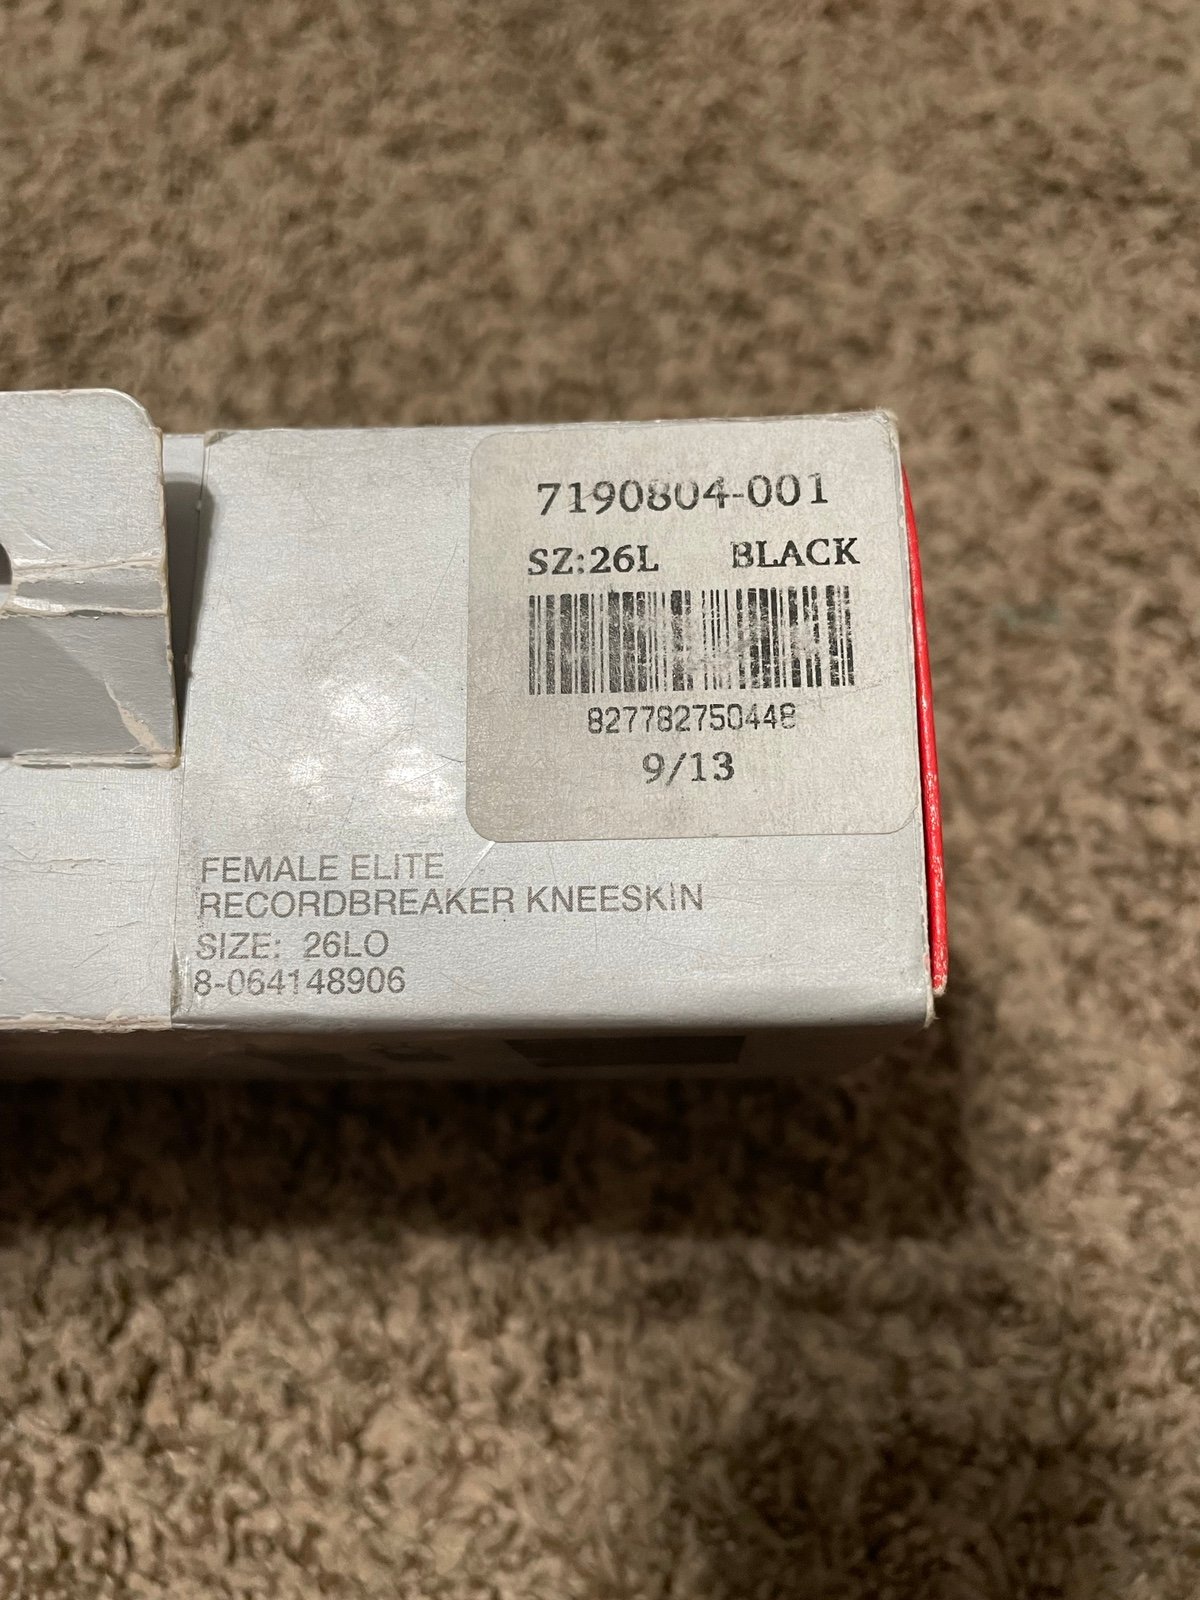 7190804-001
SZ:26L BLACK
827782750448
9/13
FEMALE ELITE
RECORDBREAKER KNEESKIN
SIZE: 26LO
8-064148906